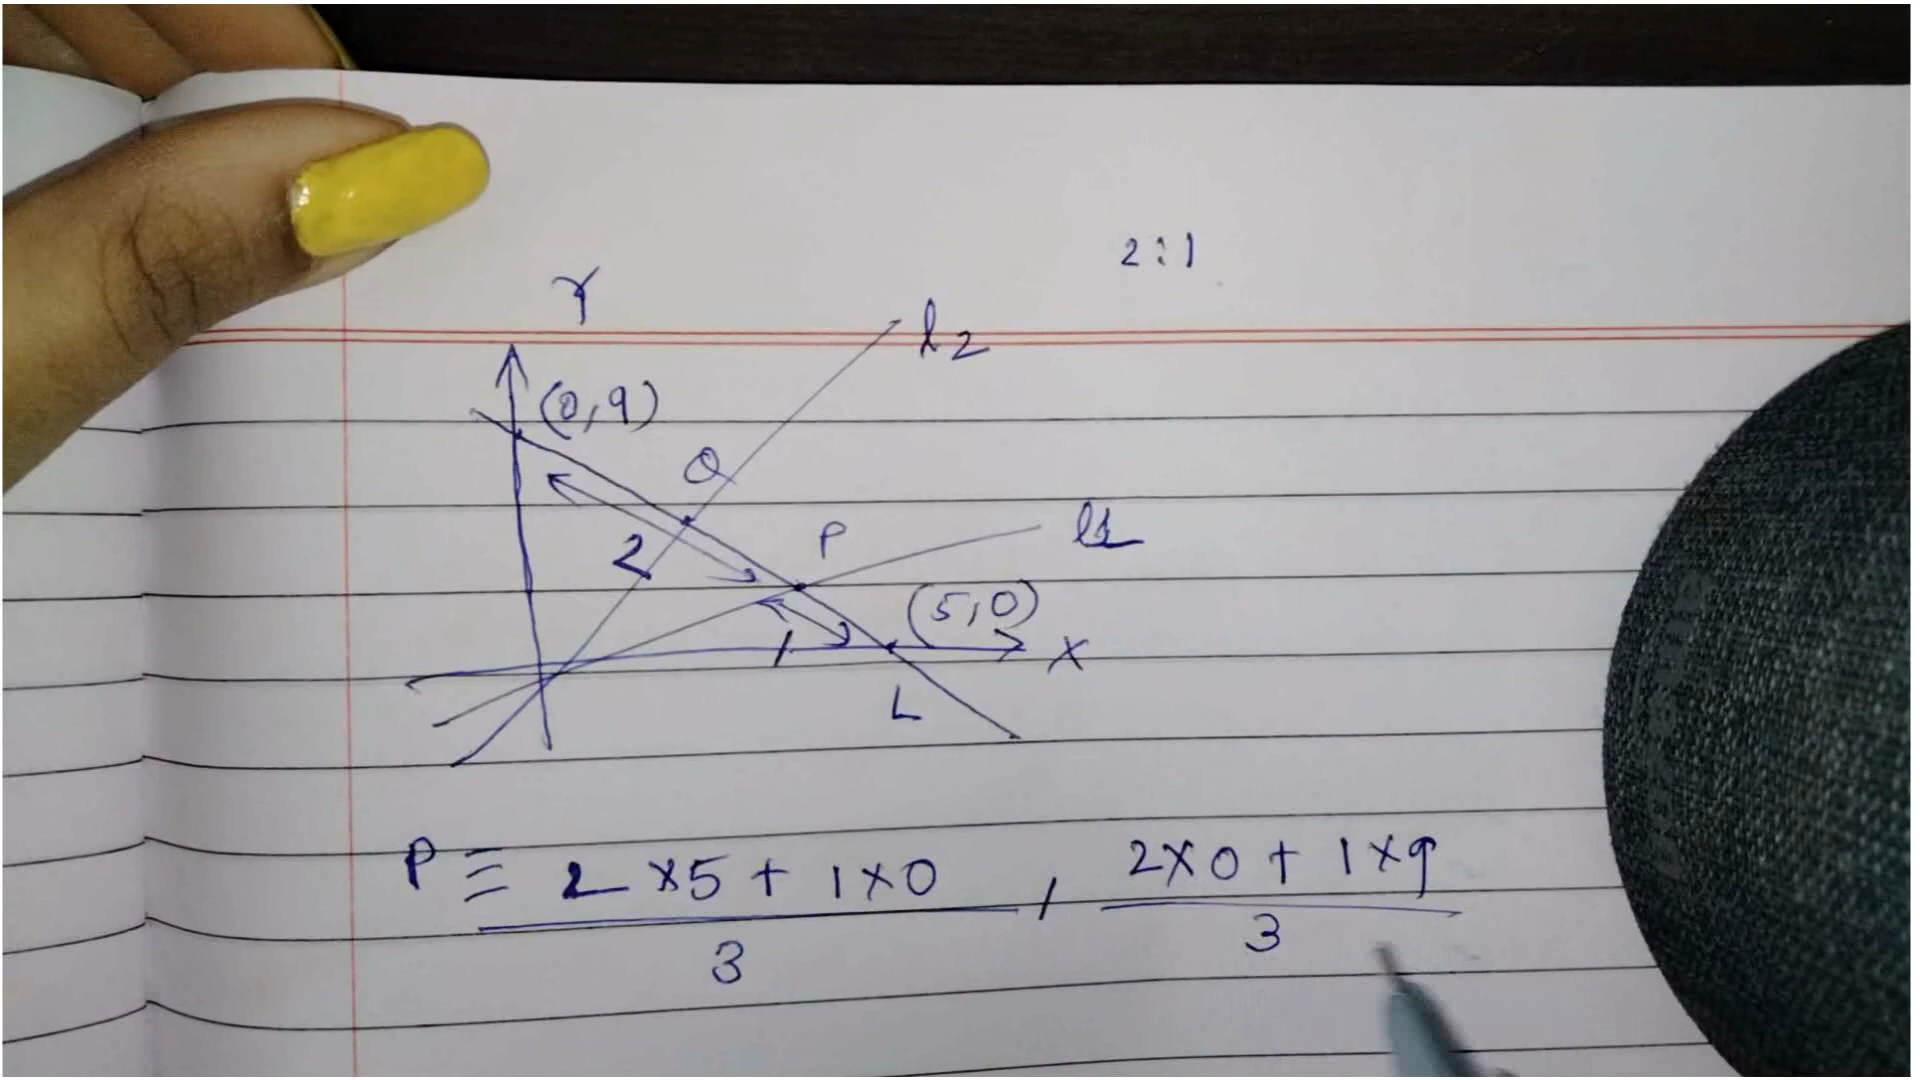 2:1
Y
l2
(0,9)
Q
P
l1
2
(5,0)
1
X
L
P ≡ 2×5 + 1×0 / 3 , 2×0 + 1×9 / 3